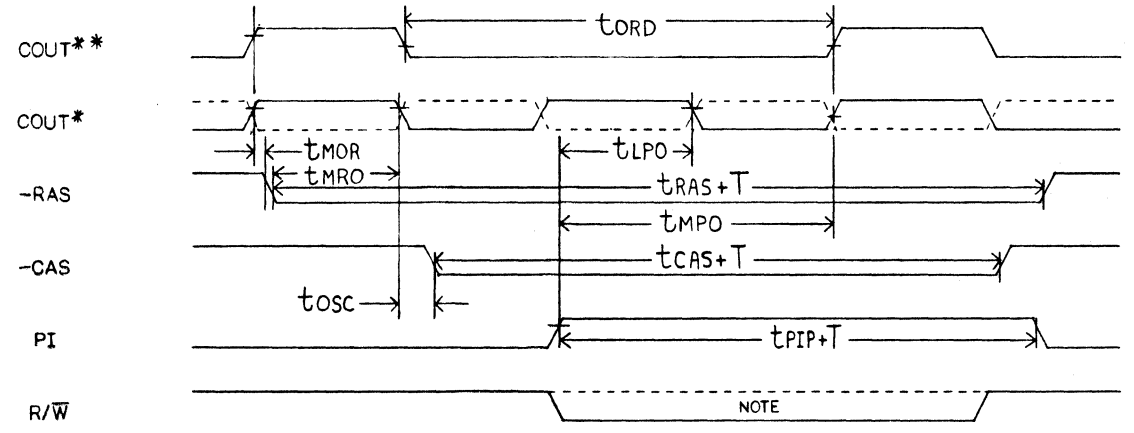 COUT**
tORD
COUT*
tMOR
tLPO
tMRO
-RAS
tRAS+T
tMPO
-CAS
tCAS+T
tOSC
PI
tPIP+T
R/W̅
NOTE